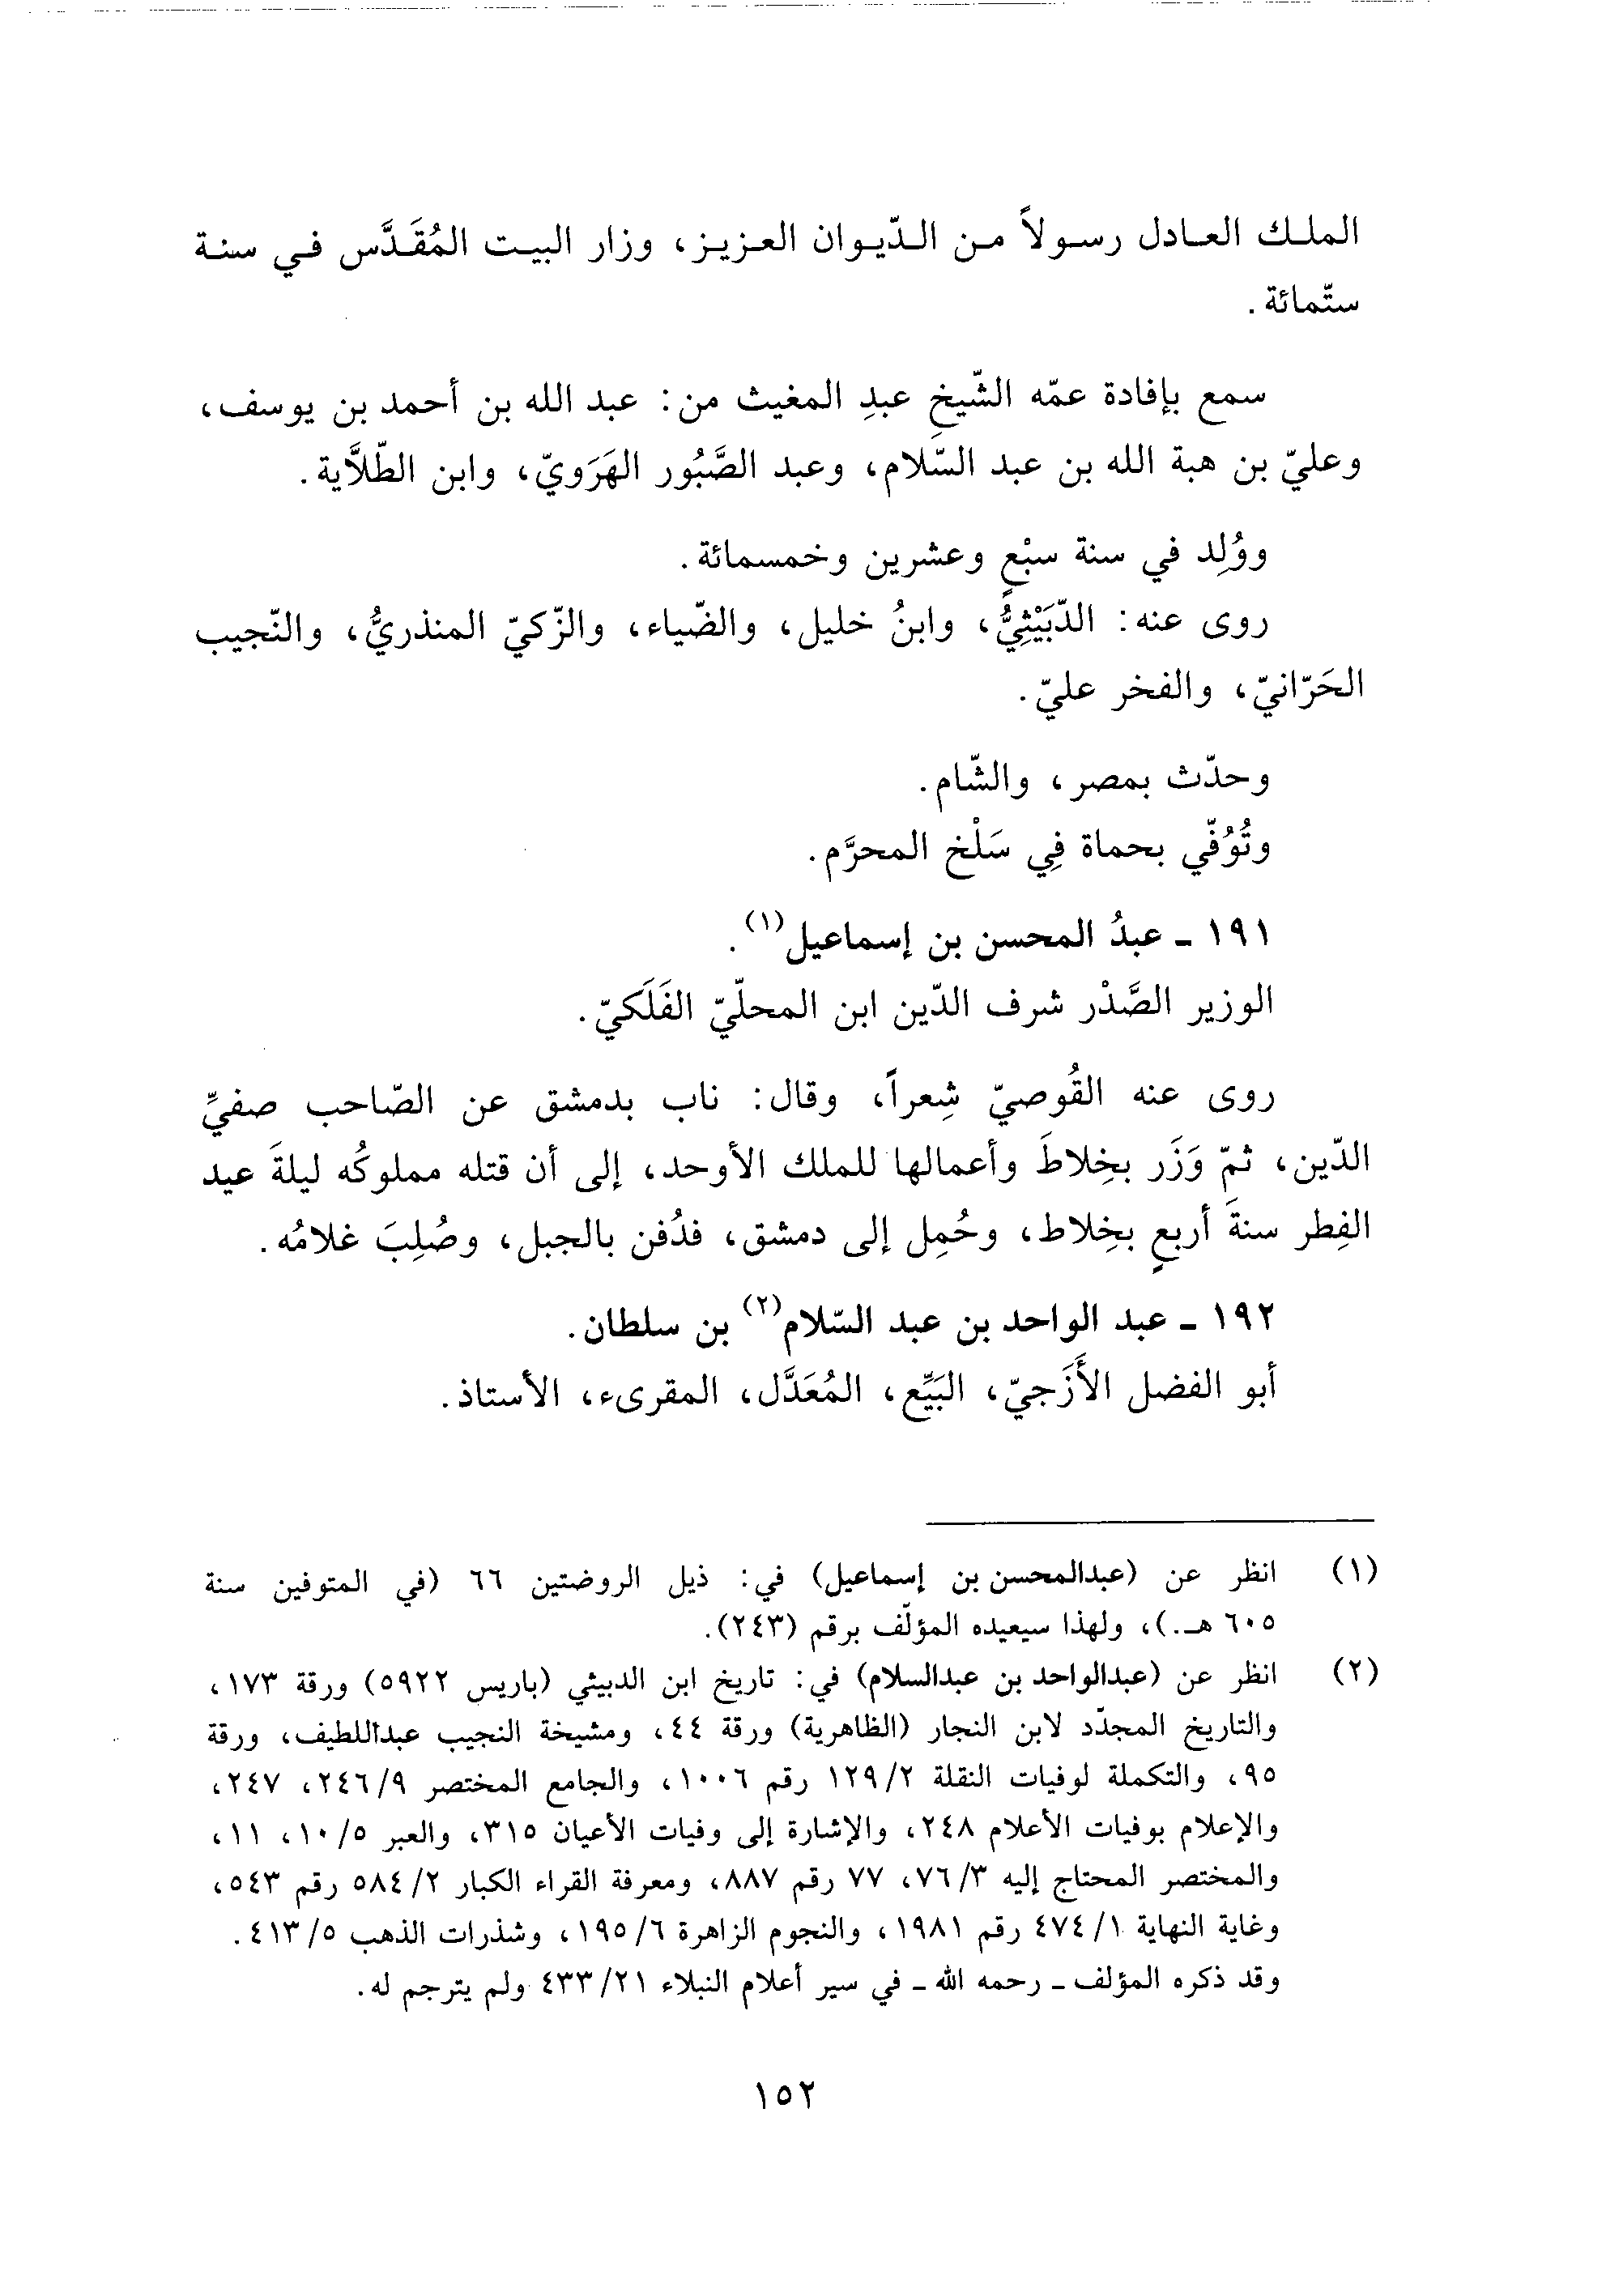 الملك العادل رسولاً من الدّيوان العزيز، وزار البيت المُقَدَّس في سنة
ستّمائة.
سمع بإفادة عمّه الشّيخِ عبدِ المغيث من: عبد الله بن أحمد بن يوسف،
وعليّ بن هبة الله بن عبد السّلام، وعبد الصَّبُور الهَرَويّ، وابن الطّلاَّية.
ووُلِد في سنة سبْعٍ وعشرين وخمسمائة.
روى عنه: الدّبَيْثِيُّ، وابنُ خليل، والضّياء، والزّكيّ المنذريُّ، والنّجيب
الحَرّانيّ، والفخر عليّ.
وحدّث بمصر، والشّام.
وتُوُفّي بحماة فِي سَلْخ المحرَّم.
١٩١ ـ عبدُ المحسن بن إسماعيل(١).
الوزير الصَّدْر شرف الدّين ابن المحلّيّ الفَلَكيّ.
روى عنه القُوصيّ شِعراً، وقال: ناب بدمشق عن الصّاحب صفيِّ
الدّين، ثمّ وَزَر بخِلاطَ وأعمالها للملك الأوحد، إلى أن قتله مملوكُه ليلةَ عيد
الفِطر سنةَ أربعٍ بخِلاط، وحُمِل إلى دمشق، فدُفن بالجبل، وصُلِبَ غلامُه.
١٩٢ ـ عبد الواحد بن عبد السّلام(٢) بن سلطان.
أبو الفضل الأَزَجيّ، البَيِّع، المُعَدَّل، المقرىء، الأستاذ.
(١) انظر عن (عبدالمحسن بن إسماعيل) في: ذيل الروضتين ٦٦ (في المتوفين سنة
٦٠٥ هـ.)، ولهذا سيعيده المؤلّف برقم (٢٤٣).
(٢) انظر عن (عبدالواحد بن عبدالسلام) في: تاريخ ابن الدبيثي (باريس ٥٩٢٢) ورقة ١٧٣،
والتاريخ المجدّد لابن النجار (الظاهرية) ورقة ٤٤، ومشيخة النجيب عبداللطيف، ورقة
٩٥، والتكملة لوفيات النقلة ١٢٩/٢ رقم ١٠٠٦، والجامع المختصر ٢٤٦/٩، ٢٤٧،
والإعلام بوفيات الأعلام ٢٤٨، والإشارة إلى وفيات الأعيان ٣١٥، والعبر ١٠/٥، ١١،
والمختصر المحتاج إليه ٧٦/٣، ٧٧ رقم ٨٨٧، ومعرفة القراء الكبار ٥٨٤/٢ رقم ٥٤٣،
وغاية النهاية ٤٧٤/١ رقم ١٩٨١، والنجوم الزاهرة ١٩٥/٦، وشذرات الذهب ٤١٣/٥.
وقد ذكره المؤلف ـ رحمه الله ـ في سير أعلام النبلاء ٤٣٣/٢١ ولم يترجم له.
١٥٢